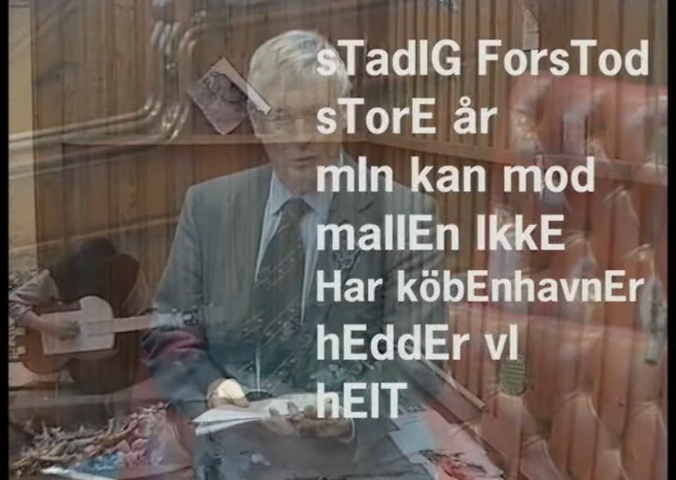 sTadIG ForsTod
sTorE år
mIn kan mod
mallEn IkkE
Har köbEnhavnEr
hEddEr vI
hEIT